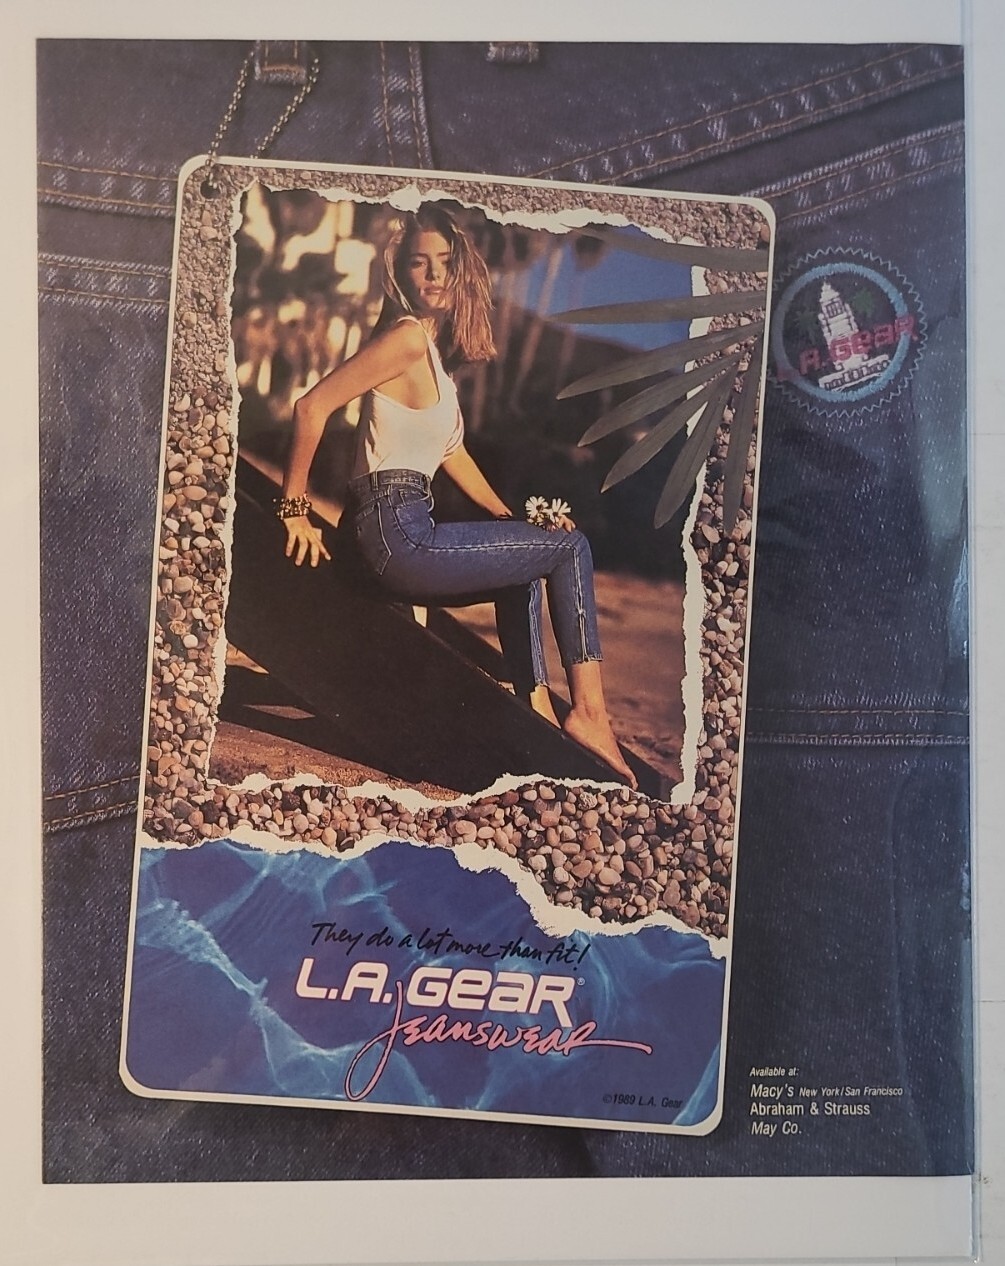 L.A. GEAR
They do a lot more than fit!
L.A. GEAR®
JEANSWEAR
©1989 L.A. Gear
Available at:
Macy's New York/San Francisco
Abraham & Strauss
May Co.